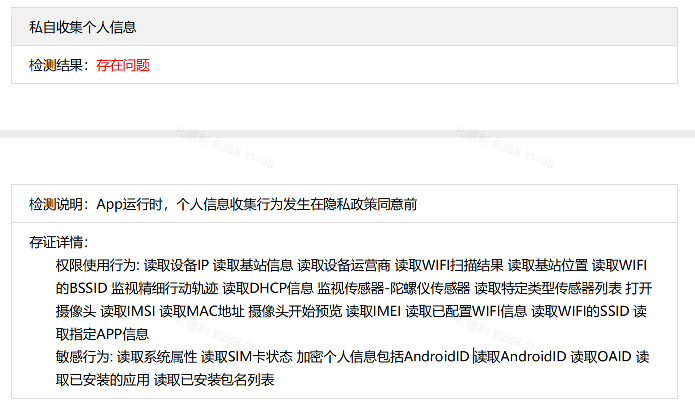 私自收集个人信息
检测结果：存在问题
检测说明：App运行时，个人信息收集行为发生在隐私政策同意前
存证详情：
权限使用行为: 读取设备IP 读取基站信息 读取设备运营商 读取WIFI扫描结果 读取基站位置 读取WIFI
的BSSID 监视精细行动轨迹 读取DHCP信息 监视传感器-陀螺仪传感器 读取特定类型传感器列表 打开
摄像头 读取IMSI 读取MAC地址 摄像头开始预览 读取IMEI 读取已配置WIFI信息 读取WIFI的SSID 读
取指定APP信息
敏感行为: 读取系统属性 读取SIM卡状态 加密个人信息包括AndroidID 读取AndroidID 读取OAID 读
取已安装的应用 读取已安装包名列表